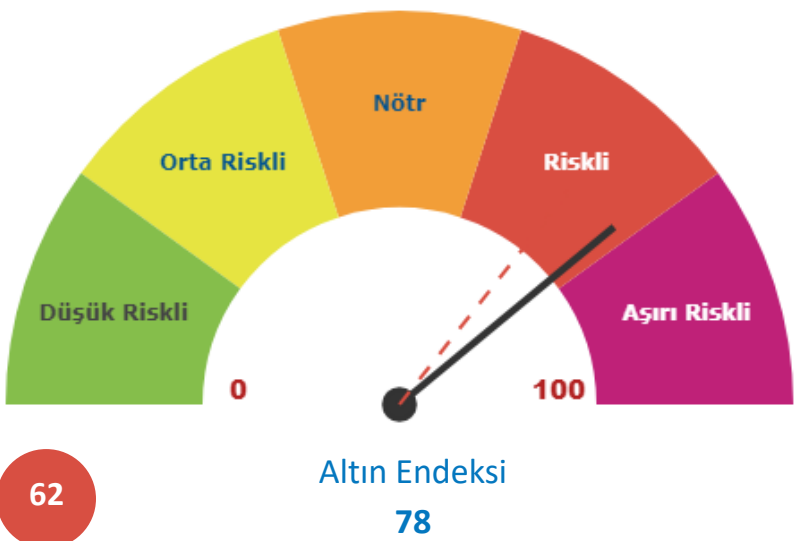 Nötr
Orta Riskli
Riskli
Düşük Riskli
Aşırı Riskli
0
100
62
Altın Endeksi
78